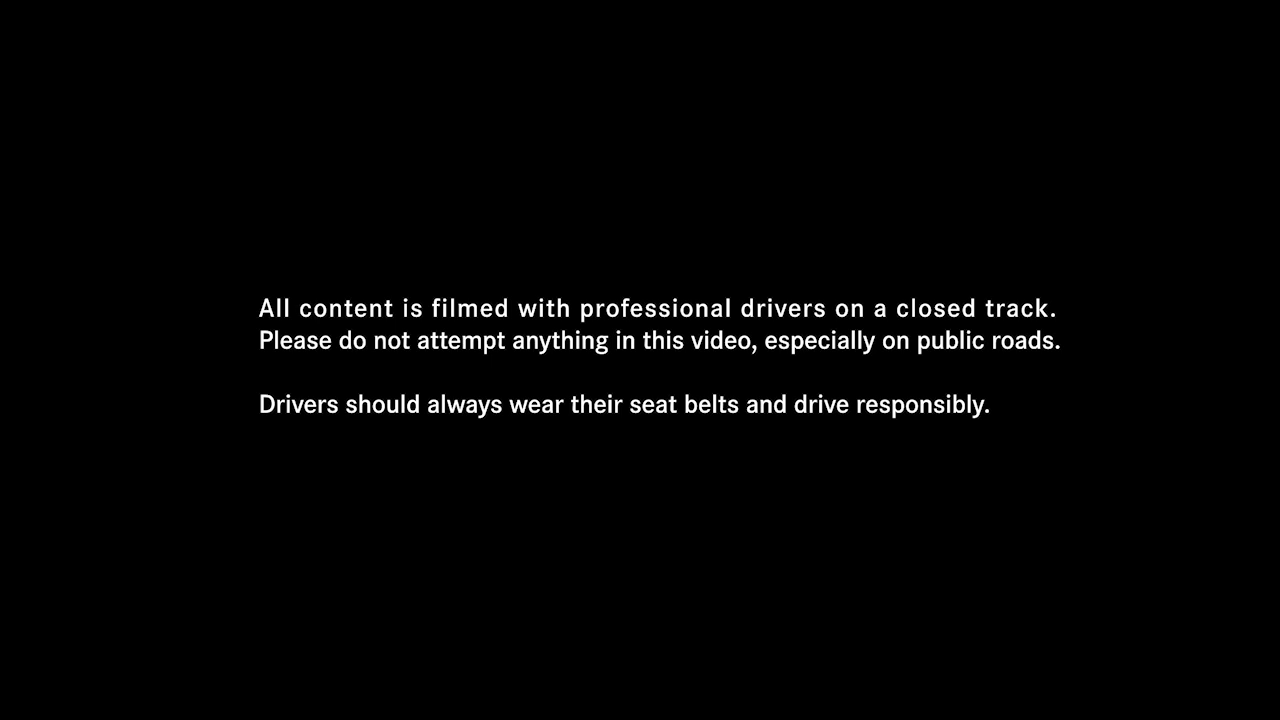 All content is filmed with professional drivers on a closed track.
Please do not attempt anything in this video, especially on public roads.
Drivers should always wear their seat belts and drive responsibly.